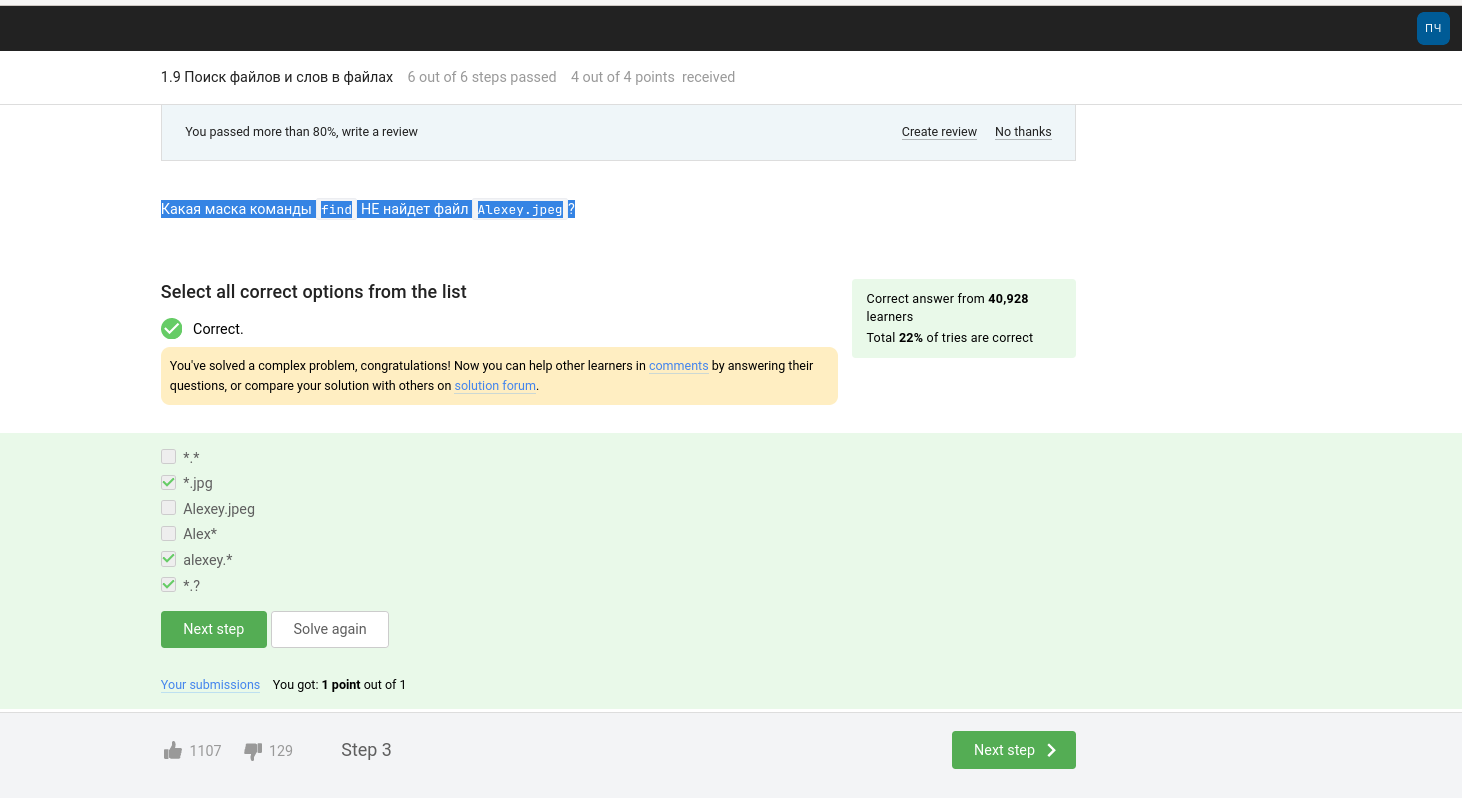 ПЧ
1.9 Поиск файлов и слов в файлах 6 out of 6 steps passed 4 out of 4 points received
You passed more than 80%, write a review Create review No thanks
Какая маска команды find НЕ найдет файл Alexey.jpeg ?
Select all correct options from the list
Correct.
You've solved a complex problem, congratulations! Now you can help other learners in comments by answering their
questions, or compare your solution with others on solution forum.
Correct answer from 40,928
learners
Total 22% of tries are correct
*.*
*.jpg
Alexey.jpeg
Alex*
alexey.*
*.?
Next step Solve again
Your submissions You got: 1 point out of 1
1107 129 Step 3 Next step